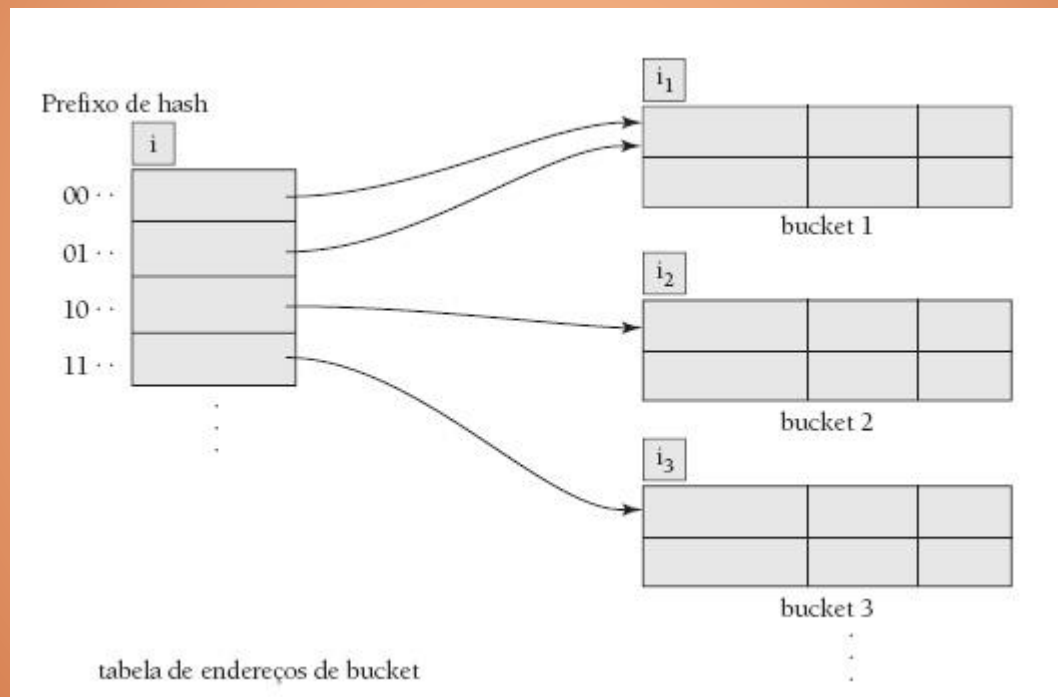 Prefixo de hash
i
00 · ·
01 · ·
10 · ·
11 · ·
i₁
bucket 1
i₂
bucket 2
i₃
bucket 3
tabela de endereços de bucket